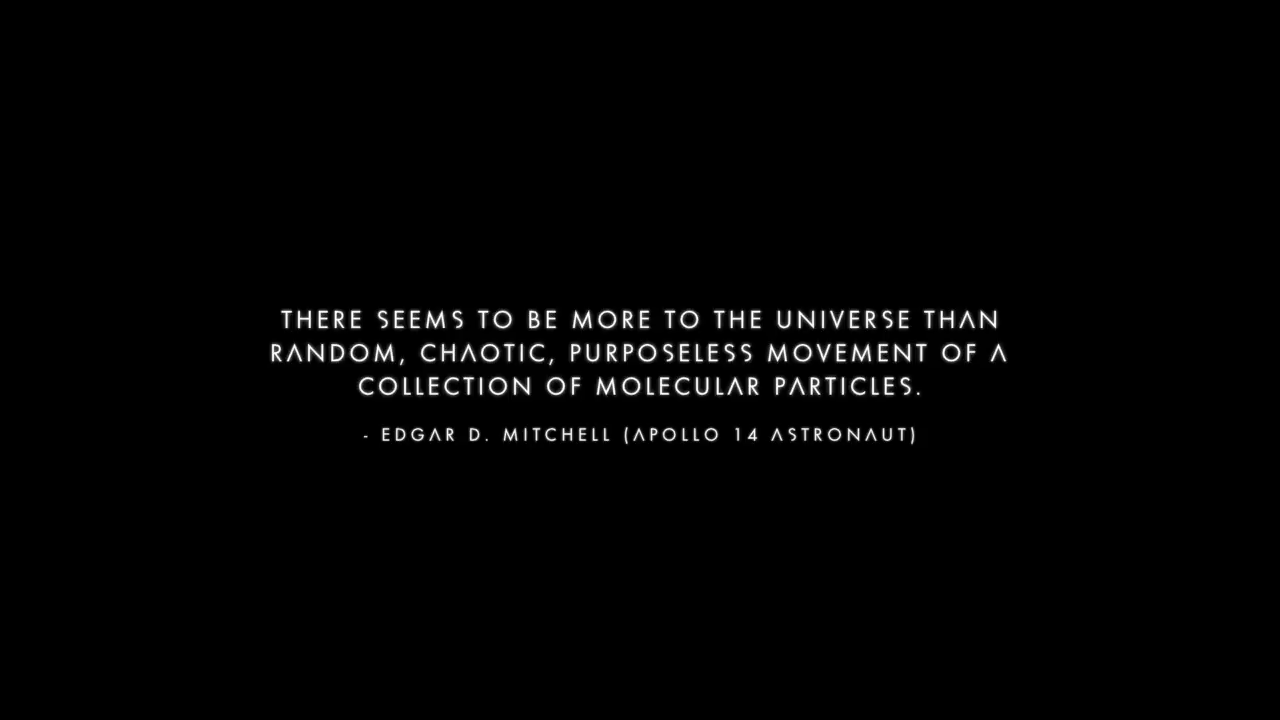 THERE SEEMS TO BE MORE TO THE UNIVERSE THAN
RANDOM, CHAOTIC, PURPOSELESS MOVEMENT OF A
COLLECTION OF MOLECULAR PARTICLES.
- EDGAR D. MITCHELL (APOLLO 14 ASTRONAUT)